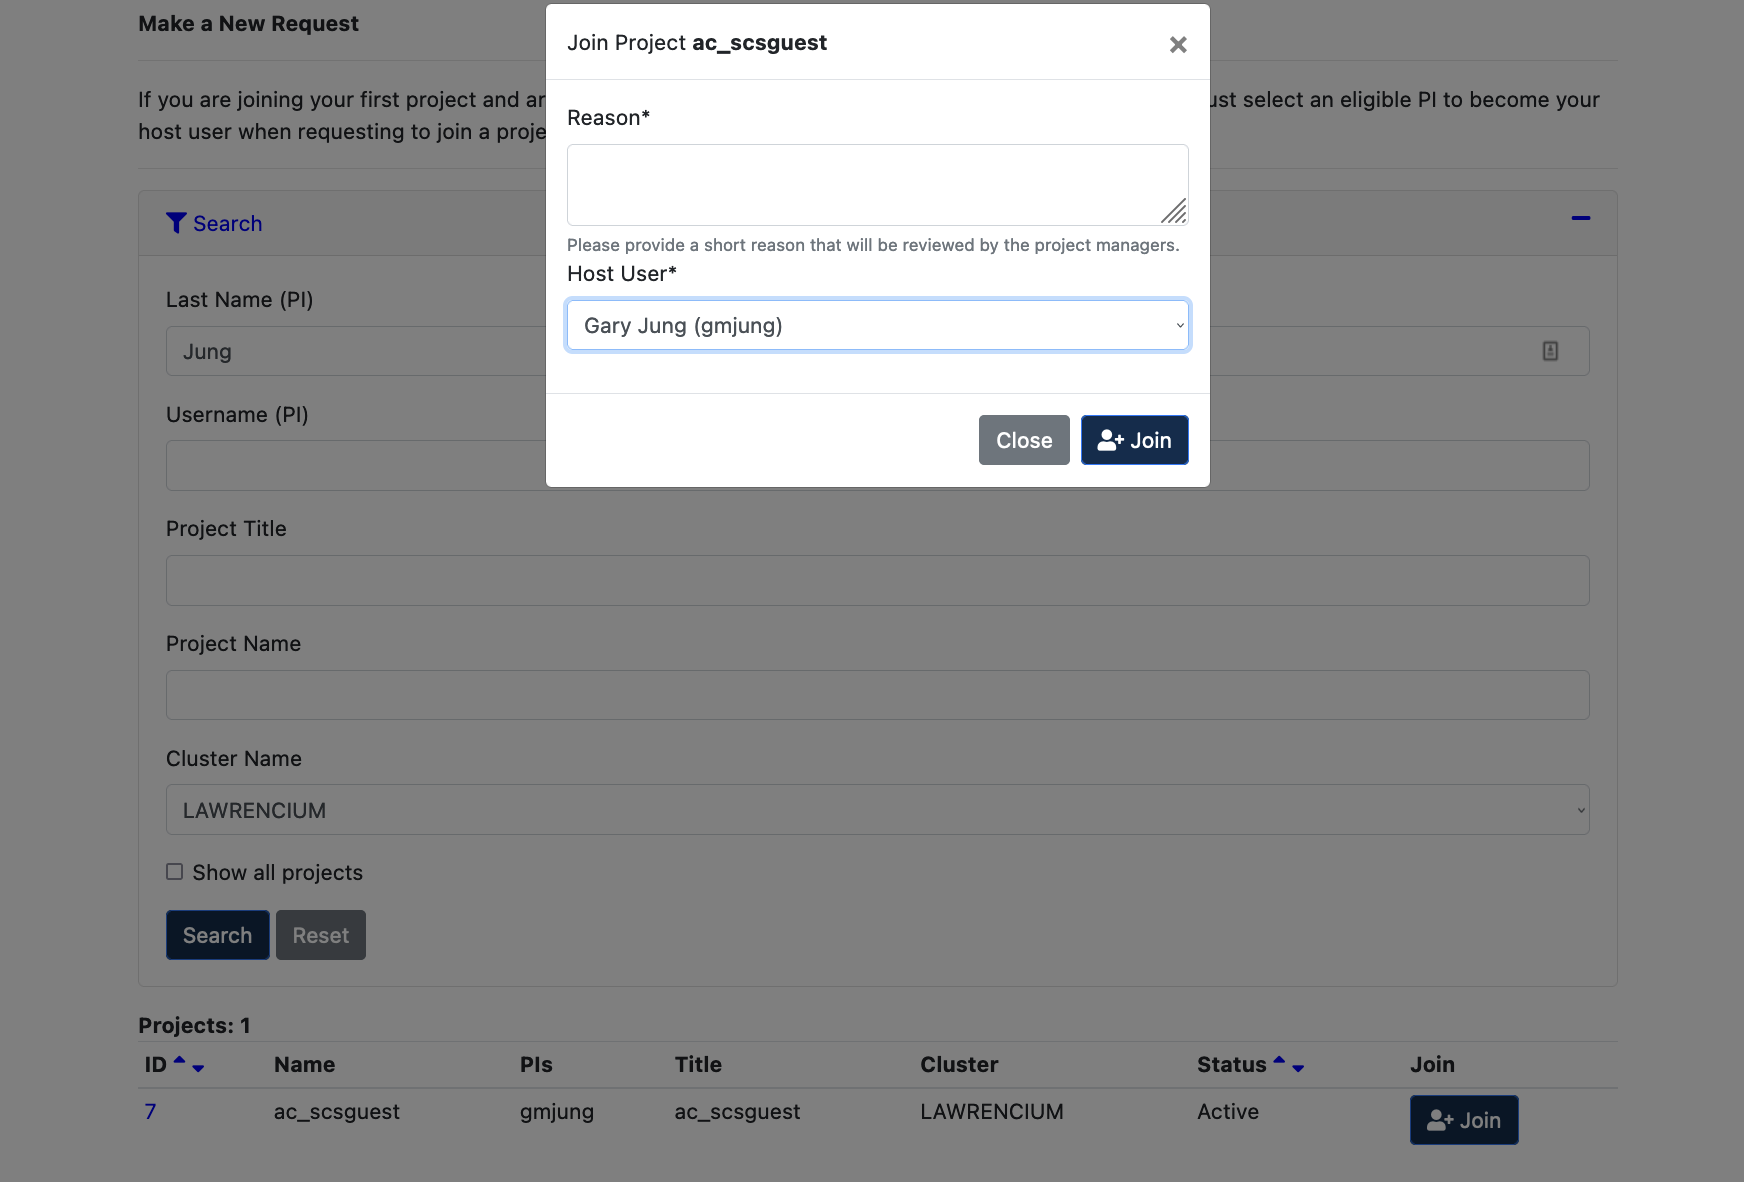 Make a New Request
Join Project ac_scsguest
Reason*
Please provide a short reason that will be reviewed by the project managers.
Host User*
Gary Jung (gmjung)
Close
Join
If you are joining your first project and
ust select an eligible PI to become your
host user when requesting to join a proje
Search
Last Name (PI)
Jung
Username (PI)
Project Title
Project Name
Cluster Name
LAWRENCIUM
Show all projects
Search Reset
Projects: 1
ID Name PIs Title Cluster Status Join
7 ac_scsguest gmjung ac_scsguest LAWRENCIUM Active Join